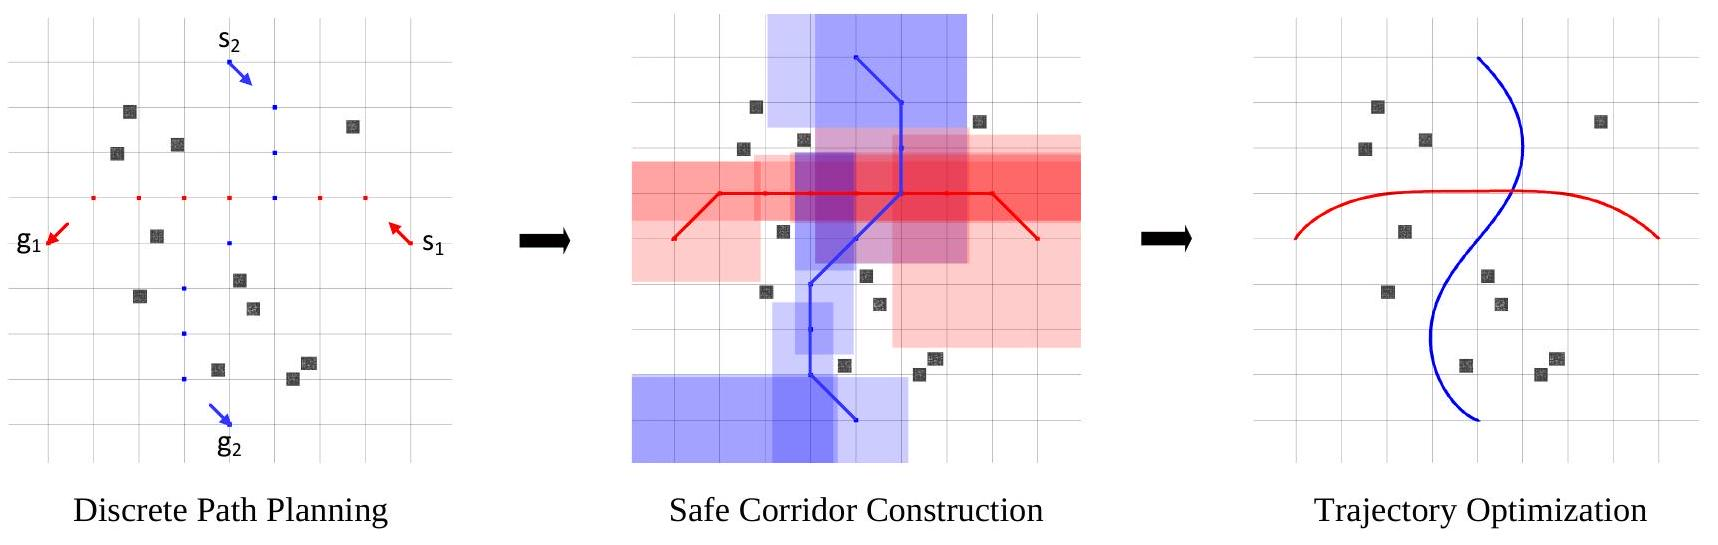 s₂
g₁
s₁
g₂
Discrete Path Planning
Safe Corridor Construction
Trajectory Optimization